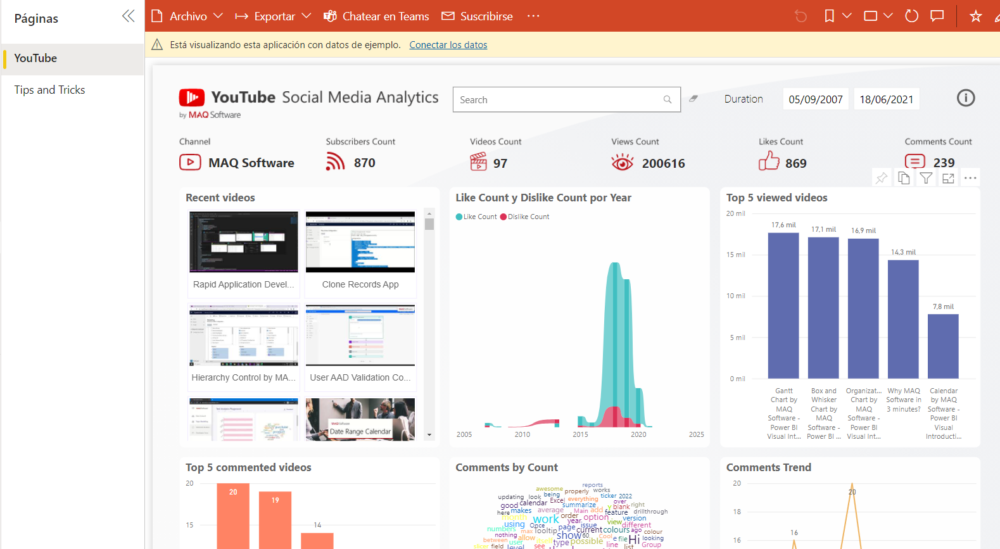 Páginas
YouTube
Tips and Tricks
Archivo
Exportar
Chatear en Teams
Suscribirse
Está visualizando esta aplicación con datos de ejemplo. Conectar los datos
YouTube Social Media Analytics
by MAQ Software
Search
Duration
05/09/2007
18/06/2021
Channel
MAQ Software
Subscribers Count
870
Videos Count
97
Views Count
200616
Likes Count
869
Comments Count
239
Recent videos
Rapid Application Devel...
Clone Records App
Hierarchy Control by MA...
User AAD Validation Co...
MAQ Software
Date Range Calendar
Like Count y Dislike Count por Year
Like Count
Dislike Count
2005
2010
2015
2020
2025
Top 5 viewed videos
20 mil
15 mil
10 mil
5 mil
0 mil
17,6 mil
17,1 mil
16,9 mil
14,3 mil
7,8 mil
Gantt
Chart by
MAQ
Software -
Power BI
Visual Int...
Box and
Whisker
Chart by
MAQ
Software -
Power BI ...
Organizat...
Chart by
MAQ
Software -
Power BI
Visual Int...
Why MAQ
Software in
3 minutes?
Calendar
by MAQ
Software -
Power BI
Visual
Introducti...
Top 5 commented videos
20
15
20
19
14
Comments by Count
reports
awesome
being
properly
works
updating
look
ticker
2022
Excel
everything
over
good
calendar
summarize
y
blank
right
here
makes
average
Main
add
feature
drillthrough
month
work
order
option
version
using
Once
year
view
different
numbers
max
Tooltip
page
issue
current
colours
ago
colour
nothing
allow
show
60
Cool
e
file
Hi
looking
between
user
itself
type
possible
line
Group
slicer
field
level
see
list
Comments Trend
20
18
16
20
16